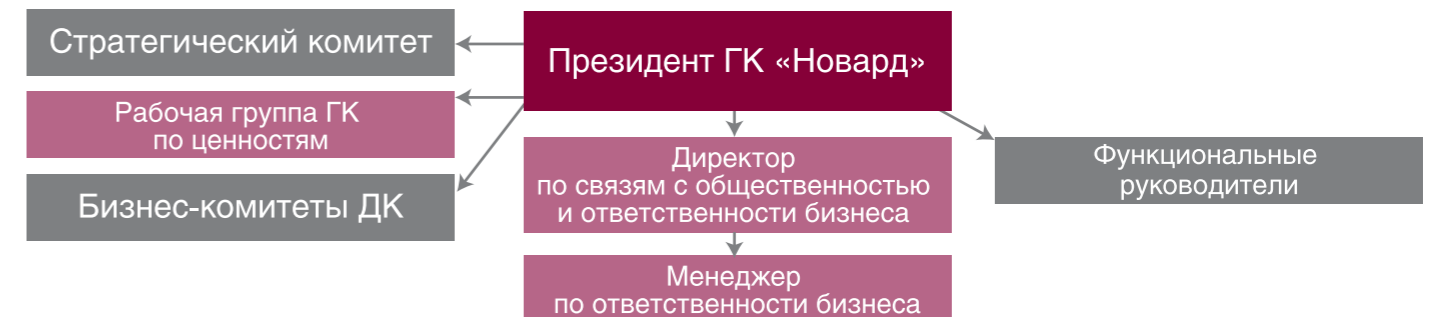 Стратегический комитет
Президент ГК «Новард»
Рабочая группа ГК
по ценностям
Бизнес-комитеты ДК
Директор
по связям с общественностью
и ответственности бизнеса
Функциональные
руководители
Менеджер
по ответственности бизнеса